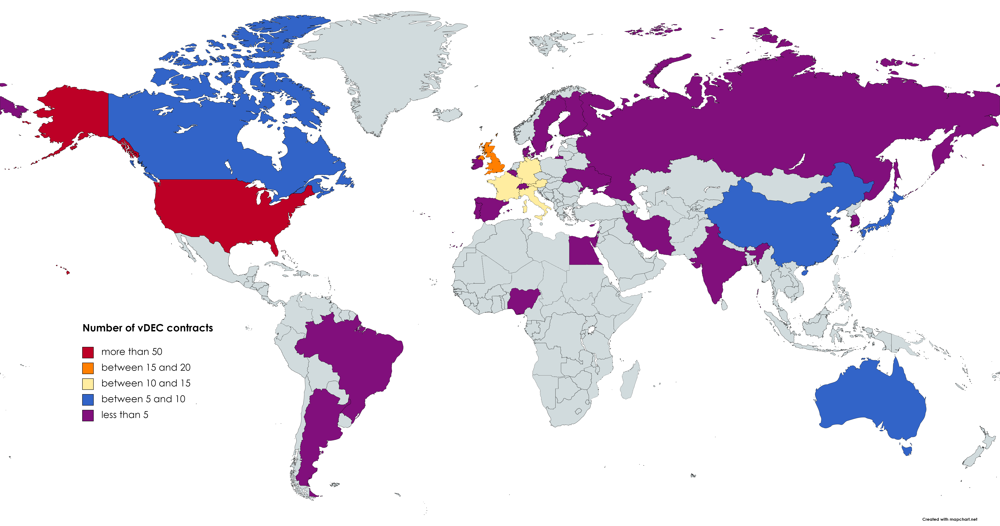 Number of vDEC contracts
more than 50
between 15 and 20
between 10 and 15
between 5 and 10
less than 5
Created with mapchart.net